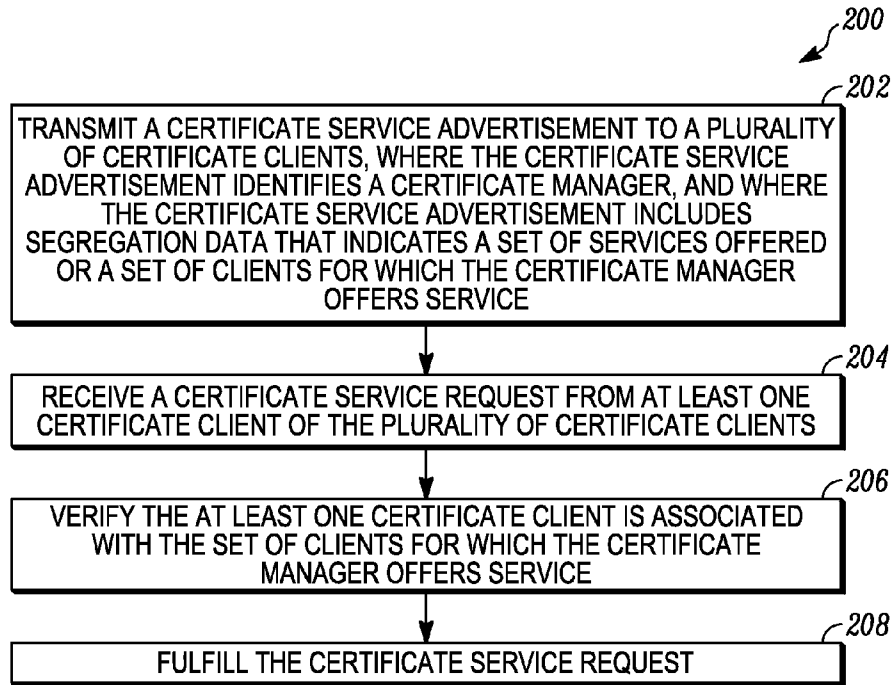 200
202
TRANSMIT A CERTIFICATE SERVICE ADVERTISEMENT TO A PLURALITY
OF CERTIFICATE CLIENTS, WHERE THE CERTIFICATE SERVICE
ADVERTISEMENT IDENTIFIES A CERTIFICATE MANAGER, AND WHERE
THE CERTIFICATE SERVICE ADVERTISEMENT INCLUDES
SEGREGATION DATA THAT INDICATES A SET OF SERVICES OFFERED
OR A SET OF CLIENTS FOR WHICH THE CERTIFICATE MANAGER
OFFERS SERVICE
204
RECEIVE A CERTIFICATE SERVICE REQUEST FROM AT LEAST ONE
CERTIFICATE CLIENT OF THE PLURALITY OF CERTIFICATE CLIENTS
206
VERIFY THE AT LEAST ONE CERTIFICATE CLIENT IS ASSOCIATED
WITH THE SET OF CLIENTS FOR WHICH THE CERTIFICATE
MANAGER OFFERS SERVICE
208
FULFILL THE CERTIFICATE SERVICE REQUEST